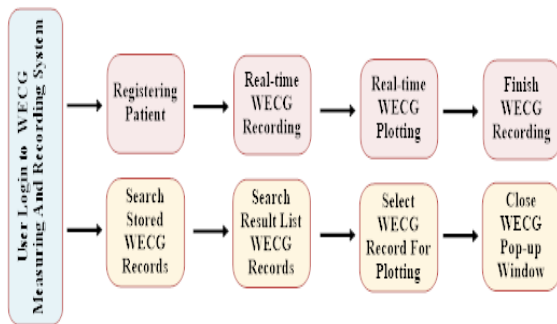 User Login to WECG
Measuring And Recording System
Registering
Patient
Real-time
WECG
Recording
Real-time
WECG
Plotting
Finish
WECG
Recording
Search
Stored
WECG
Records
Search
Result List
WECG
Records
Select
WECG
Record For
Plotting
Close
WECG
Pop-up
Window